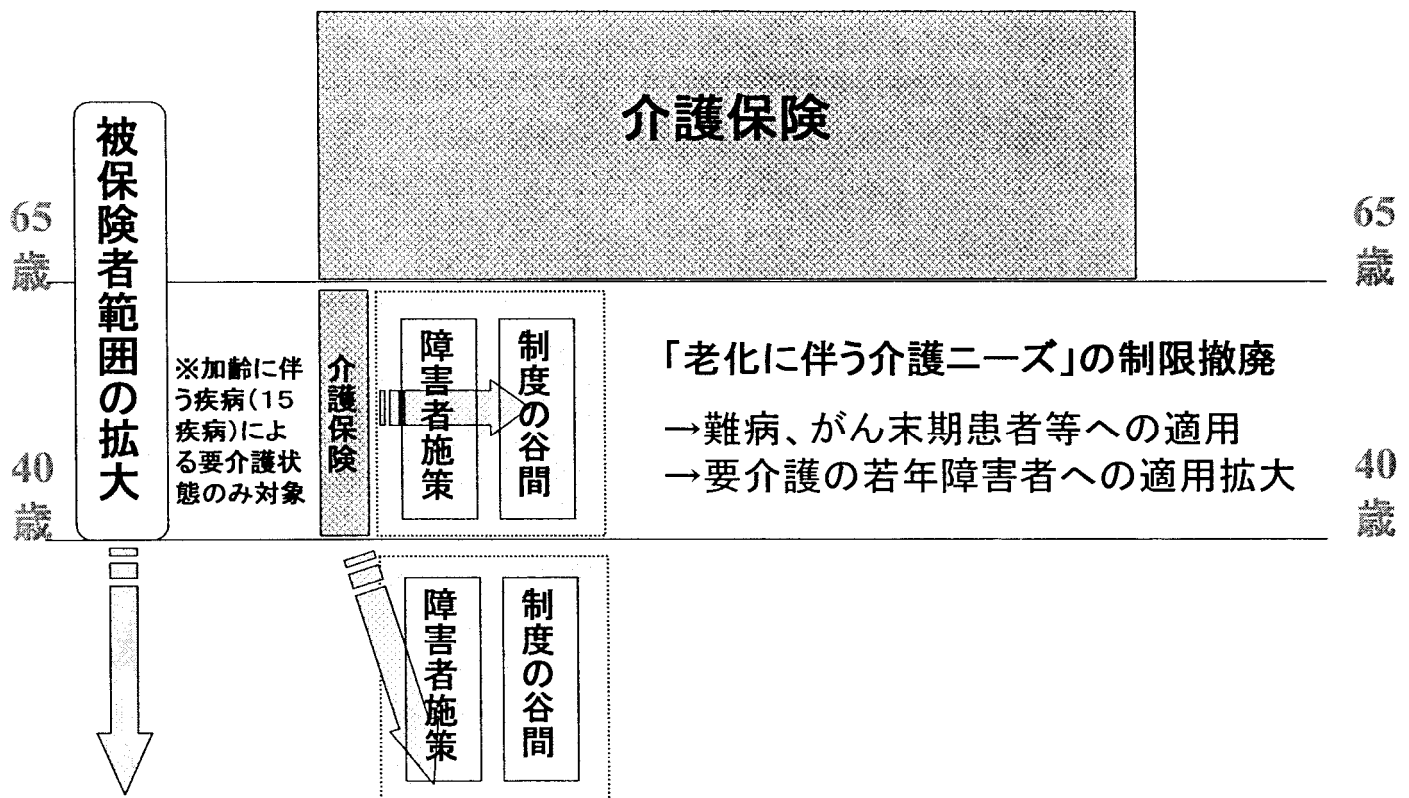 介護保険
被保険者範囲の拡大
65
歳
65
歳
※加齢に伴
う疾病(15
疾病)によ
る要介護状
態のみ対象
介護保険
障害者施策
制度の谷間
「老化に伴う介護ニーズ」の制限撤廃
→難病、がん末期患者等への適用
→要介護の若年障害者への適用拡大
40
歳
40
歳
障害者施策
制度の谷間